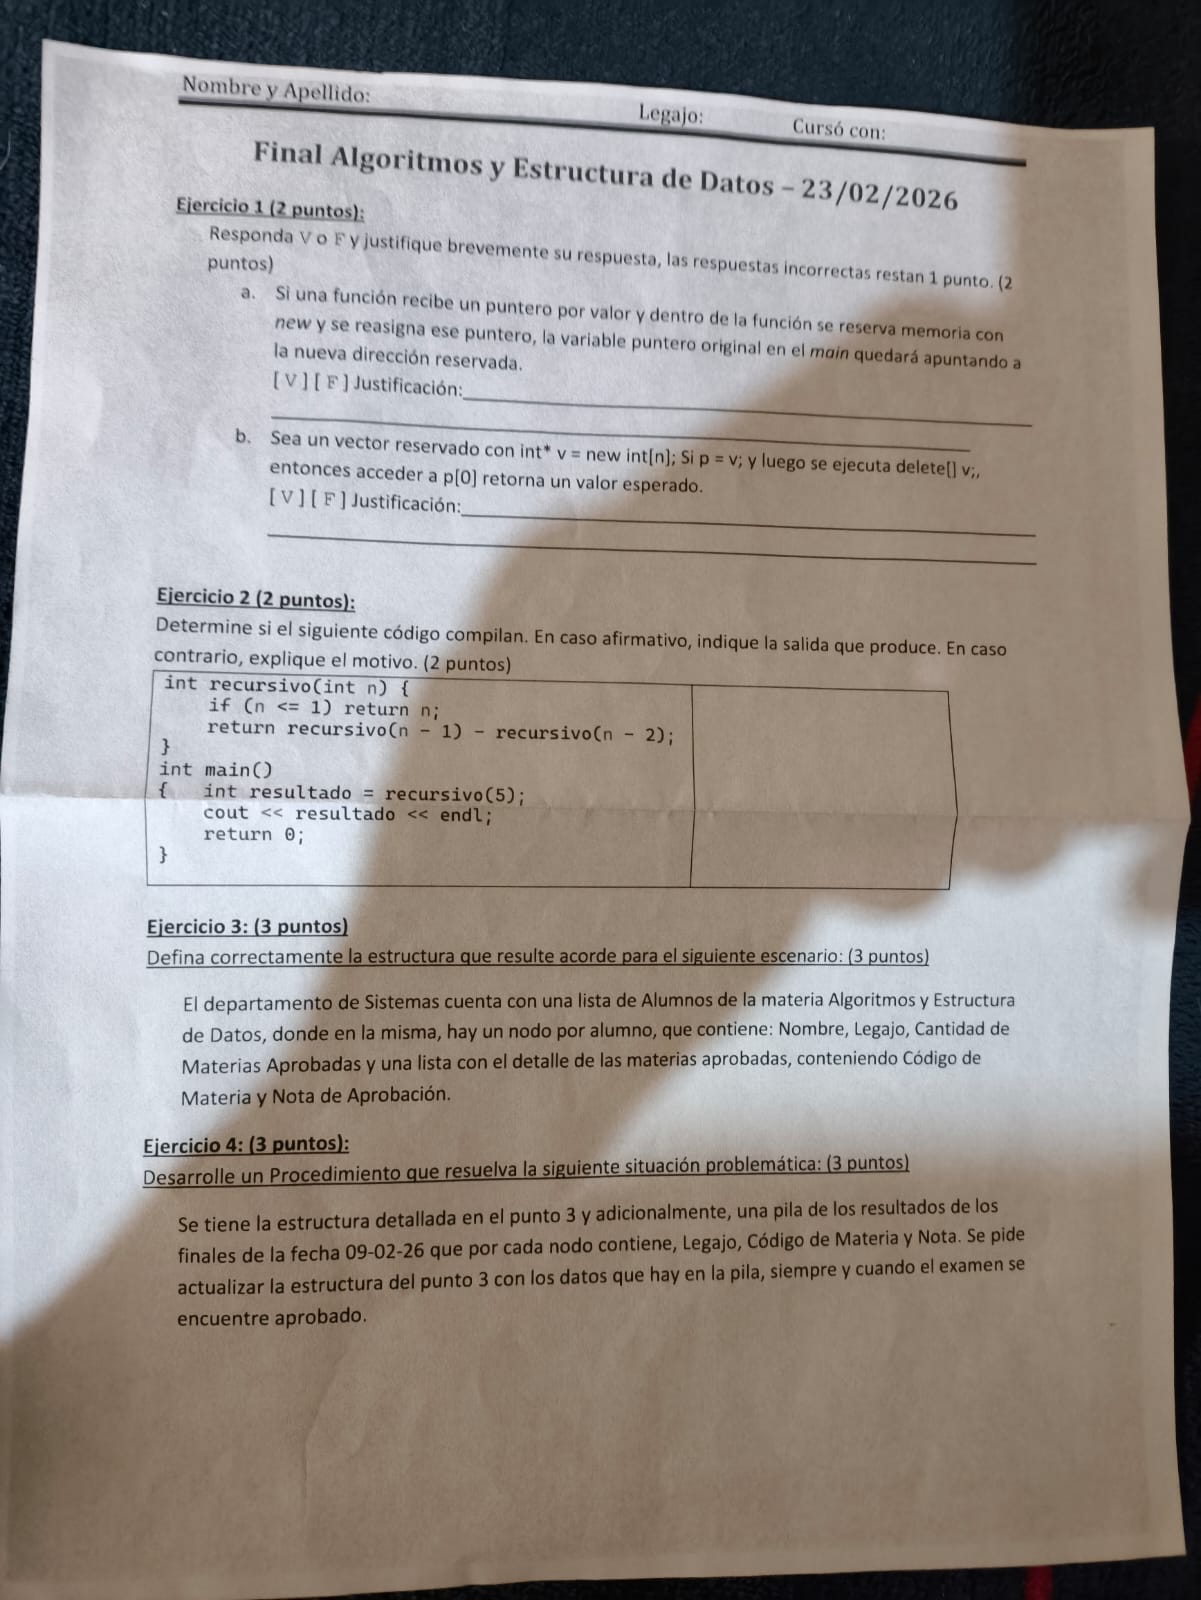 Nombre y Apellido:
Legajo:
Cursó con:
Final Algoritmos y Estructura de Datos – 23/02/2026
Ejercicio 1 (2 puntos):
Responda V o F y justifique brevemente su respuesta, las respuestas incorrectas restan 1 punto. (2
puntos)
a. Si una función recibe un puntero por valor y dentro de la función se reserva memoria con
new y se reasigna ese puntero, la variable puntero original en el main quedará apuntando a
la nueva dirección reservada.
[ V ] [ F ] Justificación:
b. Sea un vector reservado con int* v = new int[n]; Si p = v; y luego se ejecuta delete[] v;,
entonces acceder a p[0] retorna un valor esperado.
[ V ] [ F ] Justificación:
Ejercicio 2 (2 puntos):
Determine si el siguiente código compilan. En caso afirmativo, indique la salida que produce. En caso
contrario, explique el motivo. (2 puntos)
int recursivo(int n) {
if (n <= 1) return n;
return recursivo(n - 1) - recursivo(n - 2);
}
int main()
{ int resultado = recursivo(5);
cout << resultado << endl;
return 0;
}
Ejercicio 3: (3 puntos)
Defina correctamente la estructura que resulte acorde para el siguiente escenario: (3 puntos)
El departamento de Sistemas cuenta con una lista de Alumnos de la materia Algoritmos y Estructura
de Datos, donde en la misma, hay un nodo por alumno, que contiene: Nombre, Legajo, Cantidad de
Materias Aprobadas y una lista con el detalle de las materias aprobadas, conteniendo Código de
Materia y Nota de Aprobación.
Ejercicio 4: (3 puntos):
Desarrolle un Procedimiento que resuelva la siguiente situación problemática: (3 puntos)
Se tiene la estructura detallada en el punto 3 y adicionalmente, una pila de los resultados de los
finales de la fecha 09-02-26 que por cada nodo contiene, Legajo, Código de Materia y Nota. Se pide
actualizar la estructura del punto 3 con los datos que hay en la pila, siempre y cuando el examen se
encuentre aprobado.